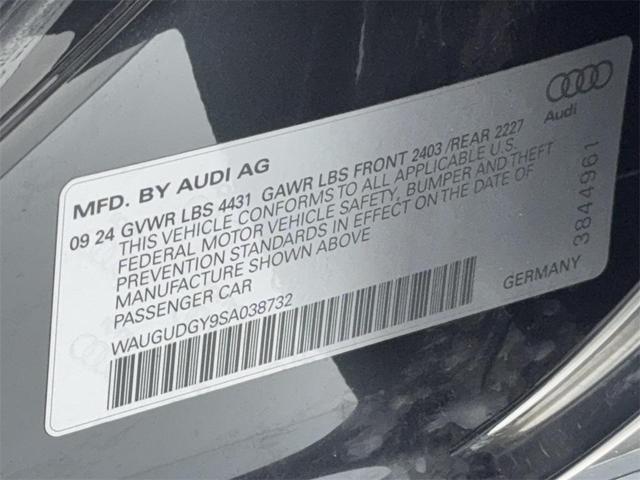 Audi
MFD. BY AUDI AG
09 24 GVWR LBS 4431 GAWR LBS FRONT 2403 /REAR 2227
THIS VEHICLE CONFORMS TO ALL APPLICABLE U.S.
FEDERAL MOTOR VEHICLE SAFETY, BUMPER AND THEFT
PREVENTION STANDARDS IN EFFECT ON THE DATE OF
MANUFACTURE SHOWN ABOVE
PASSENGER CAR
WAUGUDGY9SA038732
GERMANY
3844961